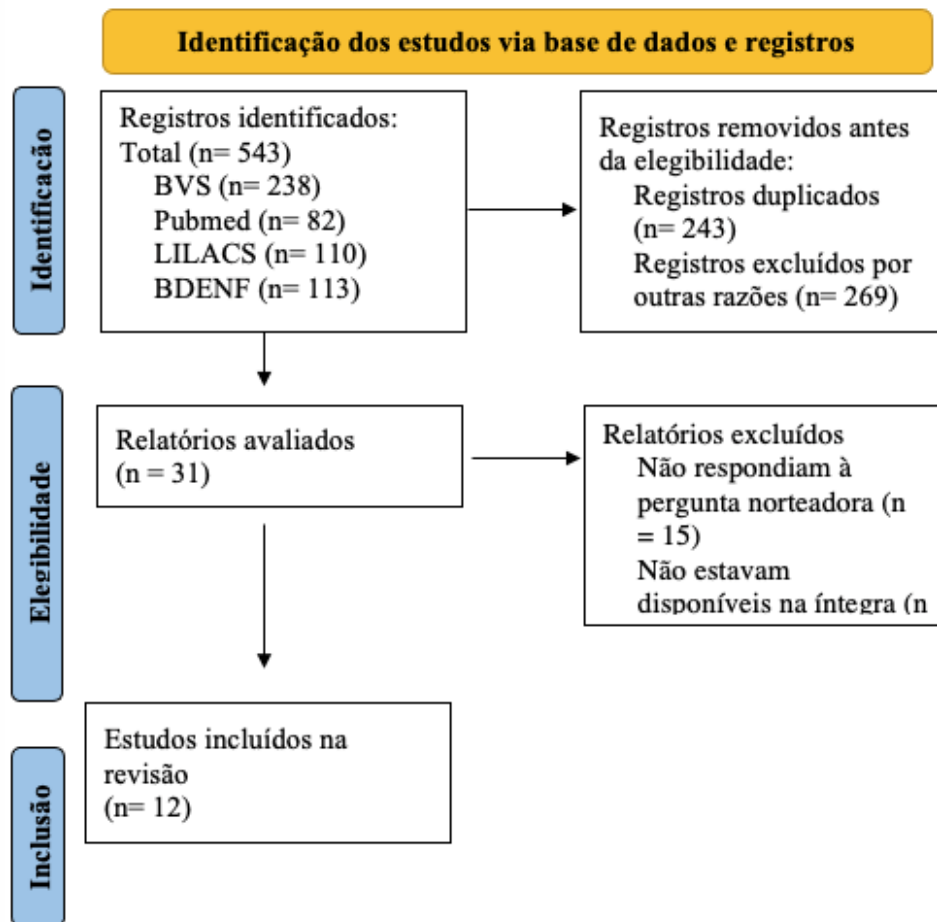 Identificação dos estudos via base de dados e registros
Identificação
Registros identificados:
Total (n= 543)
BVS (n= 238)
Pubmed (n= 82)
LILACS (n= 110)
BDENF (n= 113)
Registros removidos antes
da elegibilidade:
Registros duplicados
(n= 243)
Registros excluídos por
outras razões (n= 269)
Elegibilidade
Relatórios avaliados
(n = 31)
Relatórios excluídos
Não respondiam à
pergunta norteadora (n
= 15)
Não estavam
disponíveis na íntegra (n
Inclusão
Estudos incluídos na
revisão
(n= 12)